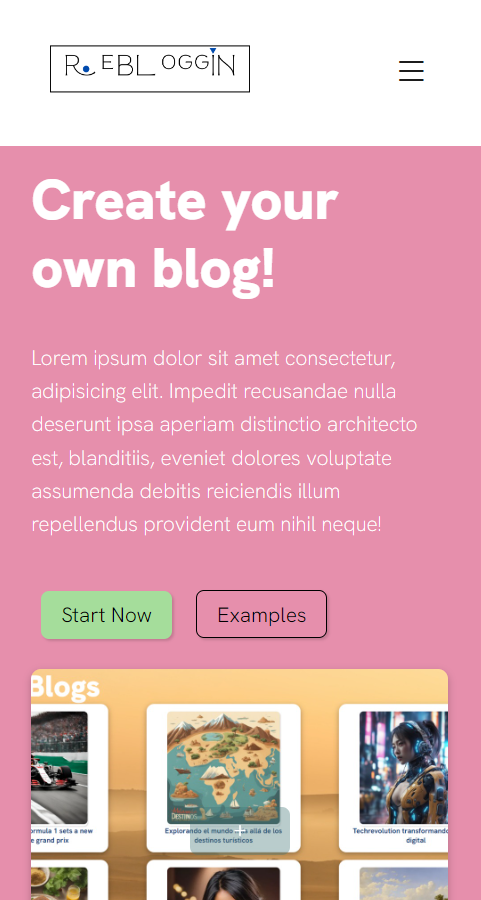 R. EBL OGGIN
Create your
own blog!
Lorem ipsum dolor sit amet consectetur,
adipisicing elit. Impedit recusandae nulla
deserunt ipsa aperiam distinctio architecto
est, blanditiis, eveniet dolores voluptate
assumenda debitis reiciendis illum
repellendus provident eum nihil neque!
Start Now
Examples
Blogs
ormula 1 sets a new
e grand prix
Explorando el mundo + allá de los
destinos turísticos
Techrevolution transformando
digital